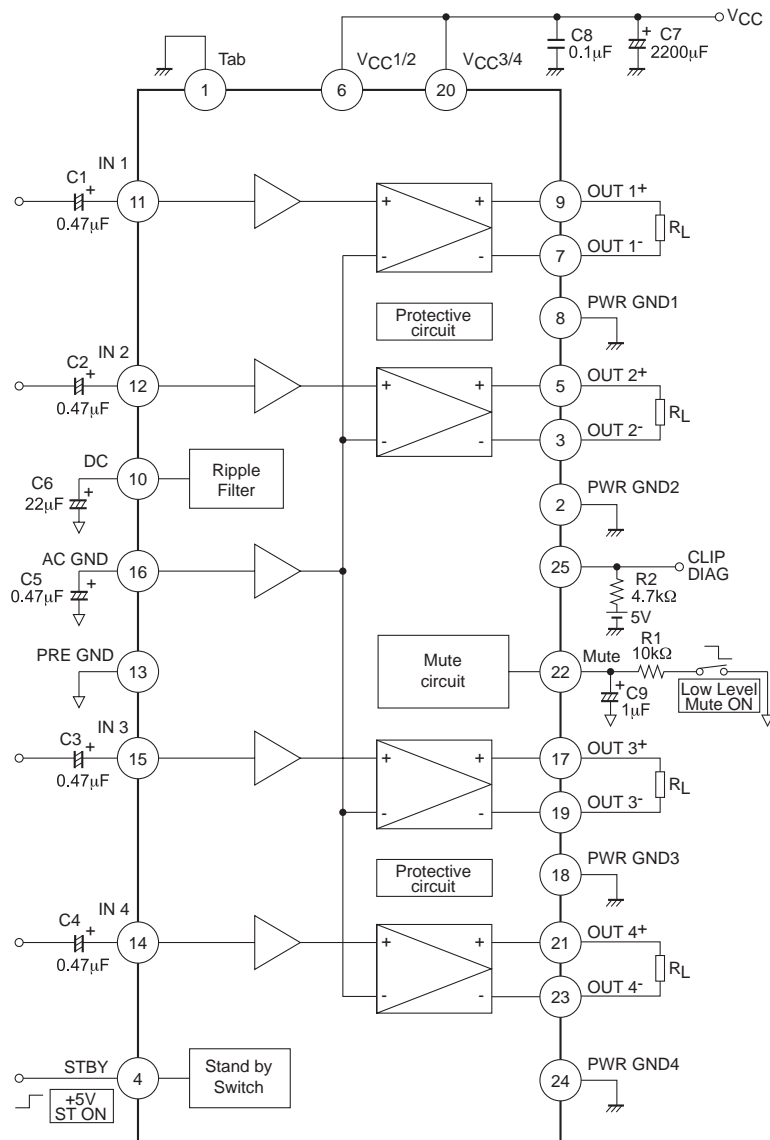 VCC
C8
0.1µF
+ C7
2200µF
Tab
VCC1/2
VCC3/4
1
6
20
IN 1
C1
+
0.47µF
11
+
+
9
OUT 1+
RL
-
-
7
OUT 1-
Protective
circuit
8
PWR GND1
IN 2
C2
+
0.47µF
12
+
+
5
OUT 2+
RL
-
-
3
OUT 2-
DC
C6
+
22µF
10
Ripple
Filter
2
PWR GND2
AC GND
C5
+
0.47µF
16
25
CLIP
DIAG
R2
4.7kΩ
5V
PRE GND
13
Mute
circuit
22
Mute
R1
10kΩ
+
C9
1µF
Low Level
Mute ON
IN 3
C3
+
0.47µF
15
+
+
17
OUT 3+
RL
-
-
19
OUT 3-
Protective
circuit
18
PWR GND3
IN 4
C4
+
0.47µF
14
+
+
21
OUT 4+
RL
-
-
23
OUT 4-
STBY
4
Stand by
Switch
+5V
ST ON
24
PWR GND4